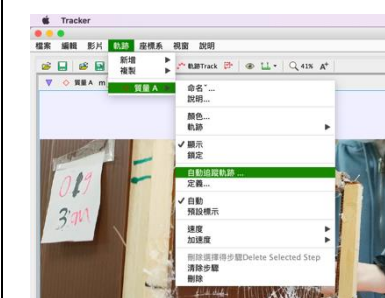 Tracker
檔案 編輯 影片 軌跡 座標系 視窗 說明
軌跡Track 41%
新增
複製
質量 A m
質量 A
命名ˇ...
說明...
顏色...
軌跡
✓ 顯示
鎖定
自動追蹤軌跡 ...
定義...
✓ 自動
預設標示
速度
加速度
刪除選擇得步驟Delete Selected Step
清除步驟
刪除